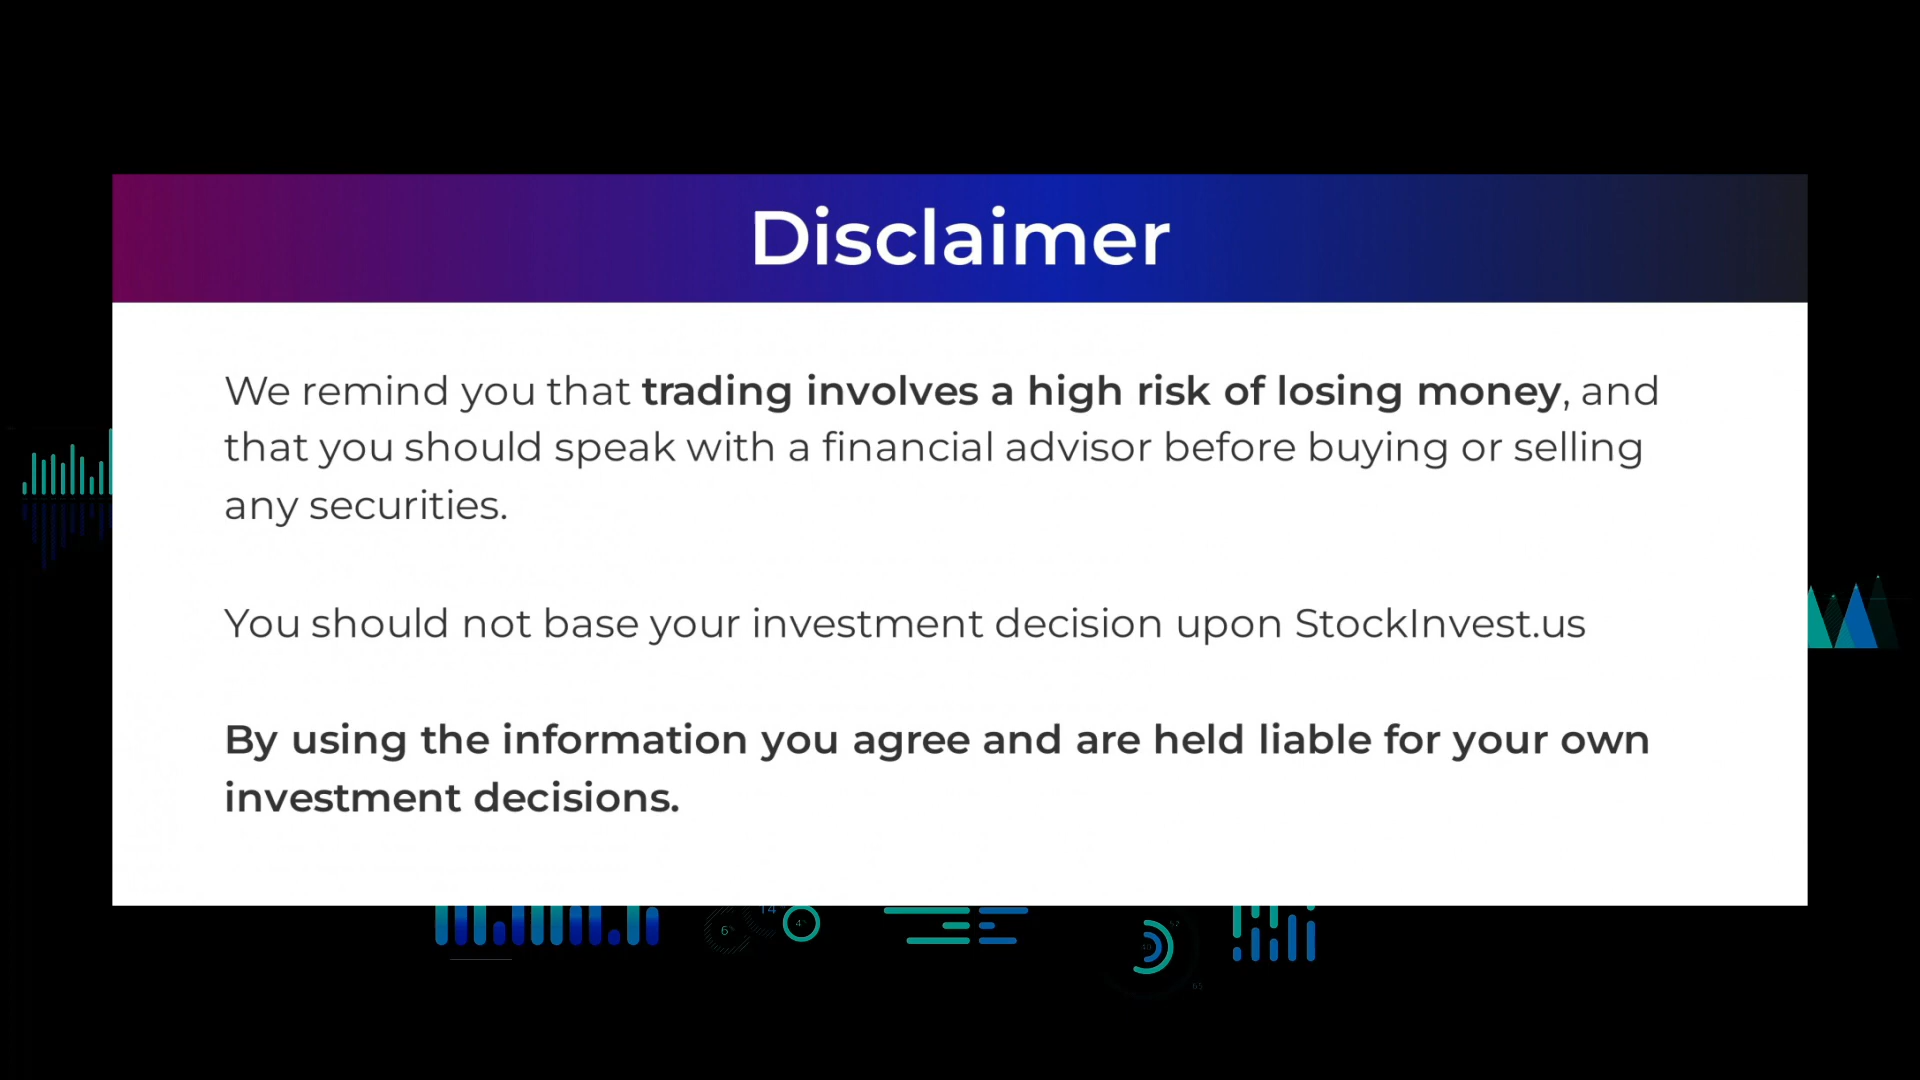 Disclaimer
We remind you that trading involves a high risk of losing money, and
that you should speak with a financial advisor before buying or selling
any securities.
You should not base your investment decision upon StockInvest.us
By using the information you agree and are held liable for your own
investment decisions.